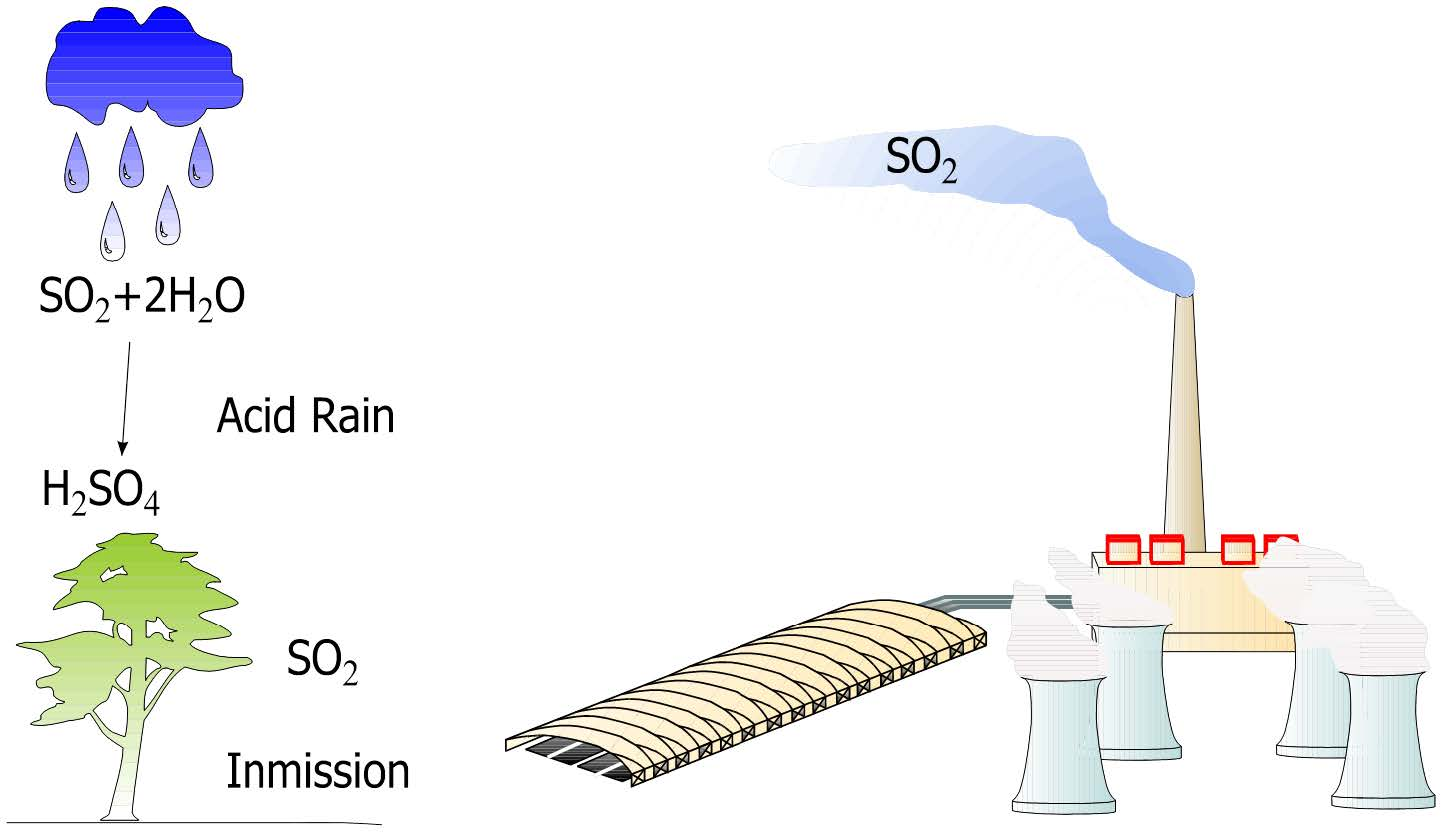 SO₂
SO₂+2H₂O
Acid Rain
H₂SO₄
SO₂
Inmission